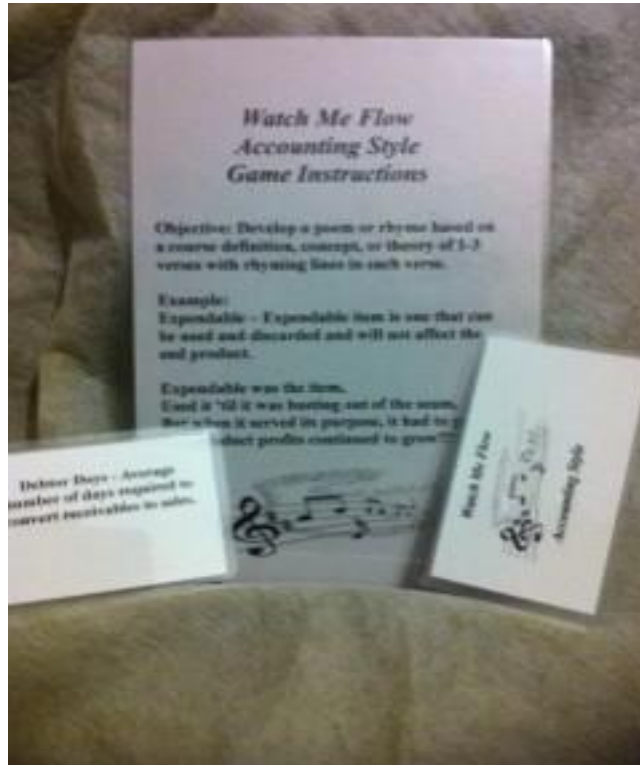 Watch Me Flow
Accounting Style
Game Instructions
Objective: Develop a poem or rhyme based on
a course definition, concept, or theory of 1-3
verses with rhyming lines in each verse.
Example:
Expendable – Expendable item is one that can
be used and discarded and will not affect the
end product.
Expendable was the item,
Used it 'til it was busting out of the seam,
But when it served its purpose, it had to
product profits continued to grow!!!
Debtor Days - Average
number of days required to
convert receivables to sales.
Watch Me Flow
Accounting Style